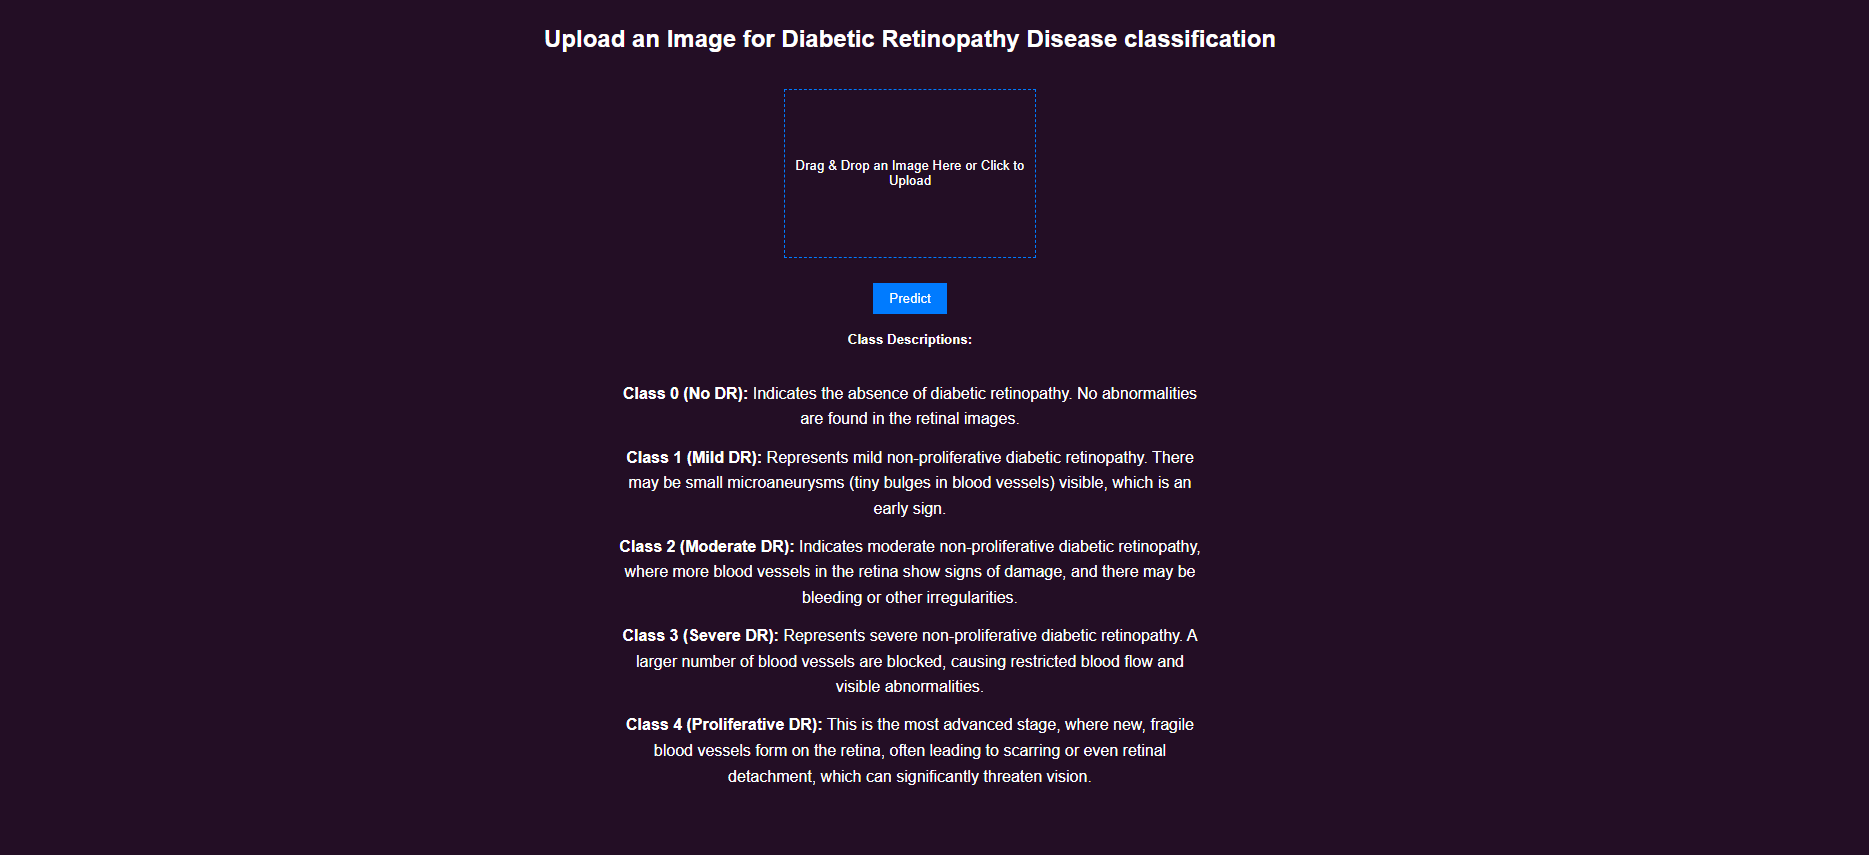 Upload an Image for Diabetic Retinopathy Disease classification
Drag & Drop an Image Here or Click to
Upload
Predict
Class Descriptions:
Class 0 (No DR): Indicates the absence of diabetic retinopathy. No abnormalities
are found in the retinal images.
Class 1 (Mild DR): Represents mild non-proliferative diabetic retinopathy. There
may be small microaneurysms (tiny bulges in blood vessels) visible, which is an
early sign.
Class 2 (Moderate DR): Indicates moderate non-proliferative diabetic retinopathy,
where more blood vessels in the retina show signs of damage, and there may be
bleeding or other irregularities.
Class 3 (Severe DR): Represents severe non-proliferative diabetic retinopathy. A
larger number of blood vessels are blocked, causing restricted blood flow and
visible abnormalities.
Class 4 (Proliferative DR): This is the most advanced stage, where new, fragile
blood vessels form on the retina, often leading to scarring or even retinal
detachment, which can significantly threaten vision.